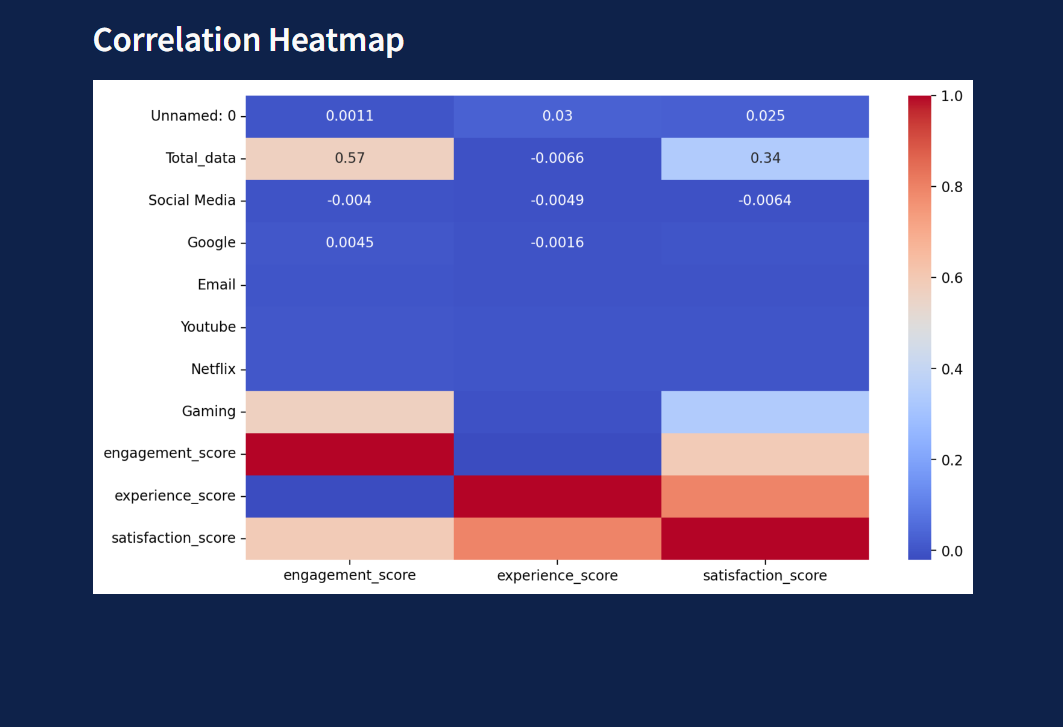 Correlation Heatmap
Unnamed: 0 0.0011 0.03 0.025 1.0
Total_data 0.57 -0.0066 0.34
0.8
Social Media -0.004 -0.0049 -0.0064
Google 0.0045 -0.0016
0.6
Email
Youtube
Netflix 0.4
Gaming
engagement_score 0.2
experience_score
satisfaction_score 0.0
engagement_score experience_score satisfaction_score